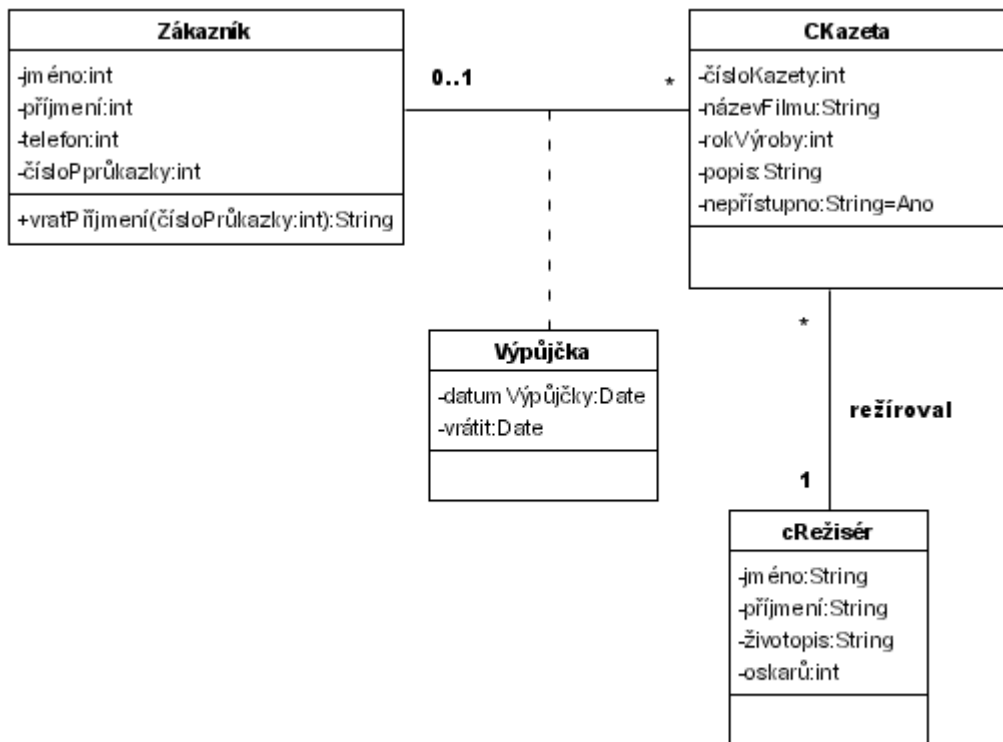 Zákazník
-jméno:int
-příjmení:int
-telefon:int
-čísloPprůkazky:int
+vratPříjmení(čísloPrůkazky:int):String
0..1
*
CKazeta
-čísloKazety:int
-názevFilmu:String
-rokVýroby:int
-popis:String
-nepřístupno:String=Ano
Výpůjčka
-datumVýpůjčky:Date
-vrátit:Date
*
režíroval
1
cRežisér
-jméno:String
-příjmení:String
-životopis:String
-oskarů:int